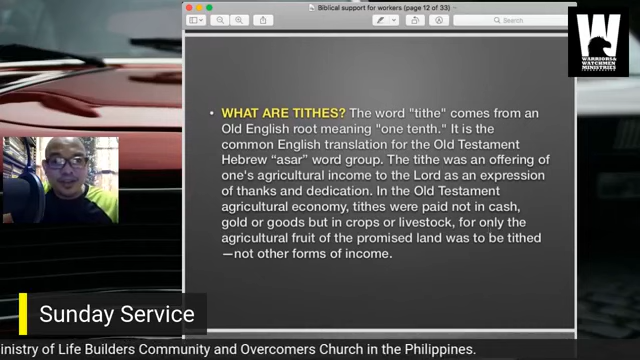 Biblical support for workers (page 12 of 33)
Search
WARRIORS &
WATCHMEN
MINISTRIES
• WHAT ARE TITHES? The word "tithe" comes from an
Old English root meaning "one tenth." It is the
common English translation for the Old Testament
Hebrew “asar” word group. The tithe was an offering of
one's agricultural income to the Lord as an expression
of thanks and dedication. In the Old Testament
agricultural economy, tithes were paid not in cash,
gold or goods but in crops or livestock, for only the
agricultural fruit of the promised land was to be tithed
—not other forms of income.
Sunday Service
inistry of Life Builders Community and Overcomers Church in the Philippines.